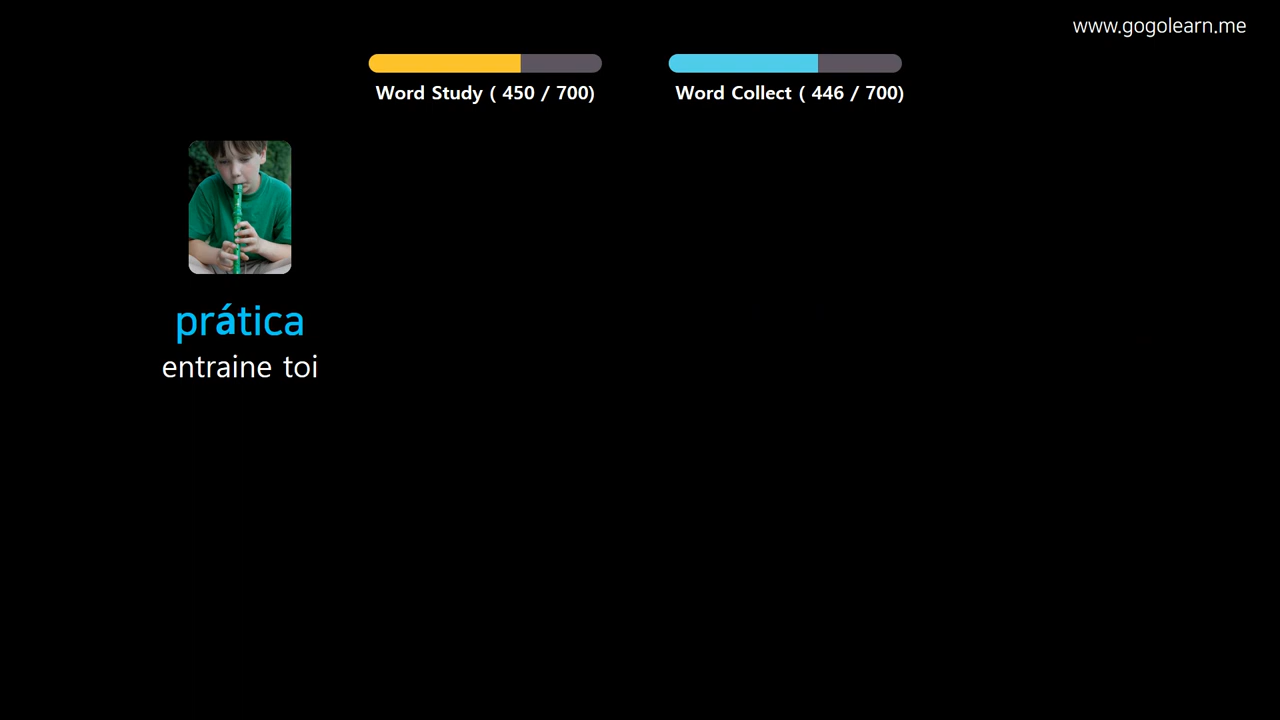 www.gogolearn.me
Word Study ( 450 / 700)
Word Collect ( 446 / 700)
prática
entraine toi